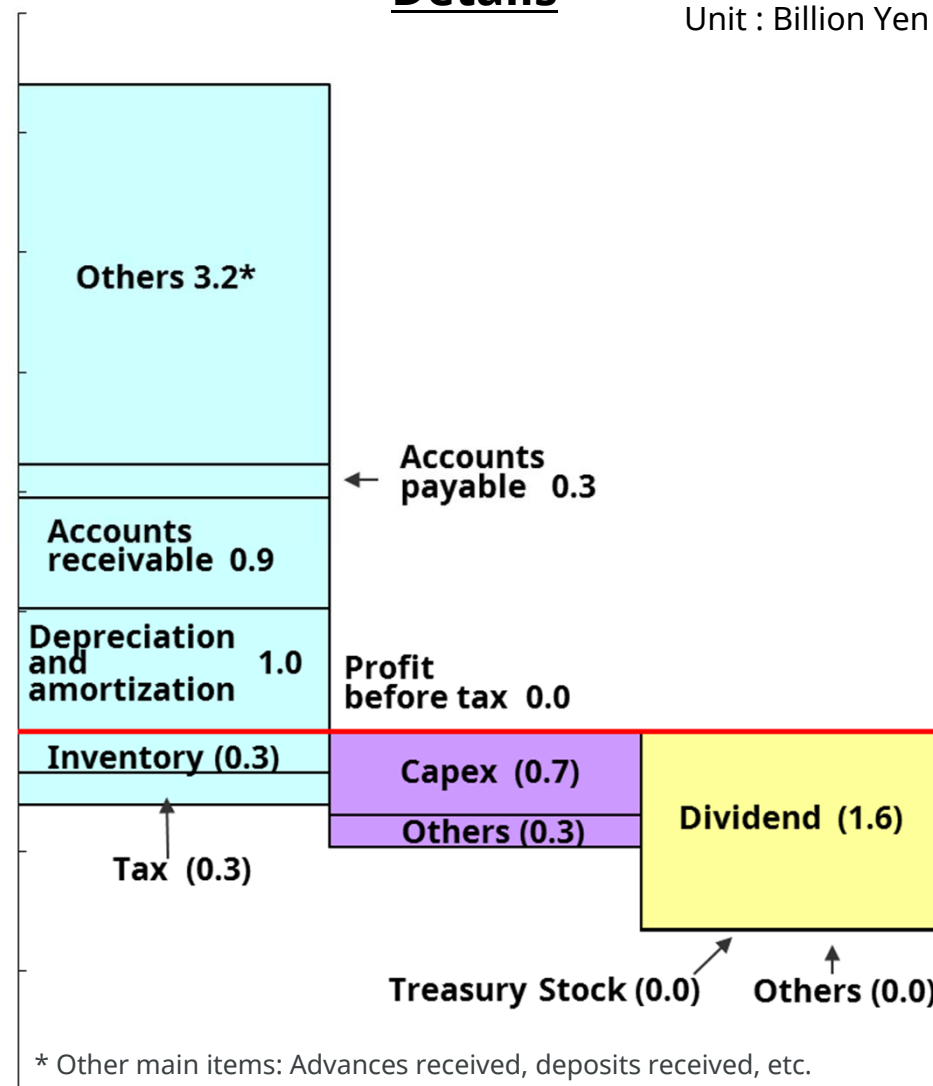 Details
Unit : Billion Yen
Others 3.2*
Accounts
payable 0.3
Accounts
receivable 0.9
Depreciation
and 1.0
amortization
Profit
before tax 0.0
Inventory (0.3)
Capex (0.7)
Dividend (1.6)
Others (0.3)
Tax (0.3)
Treasury Stock (0.0)
Others (0.0)
* Other main items: Advances received, deposits received, etc.